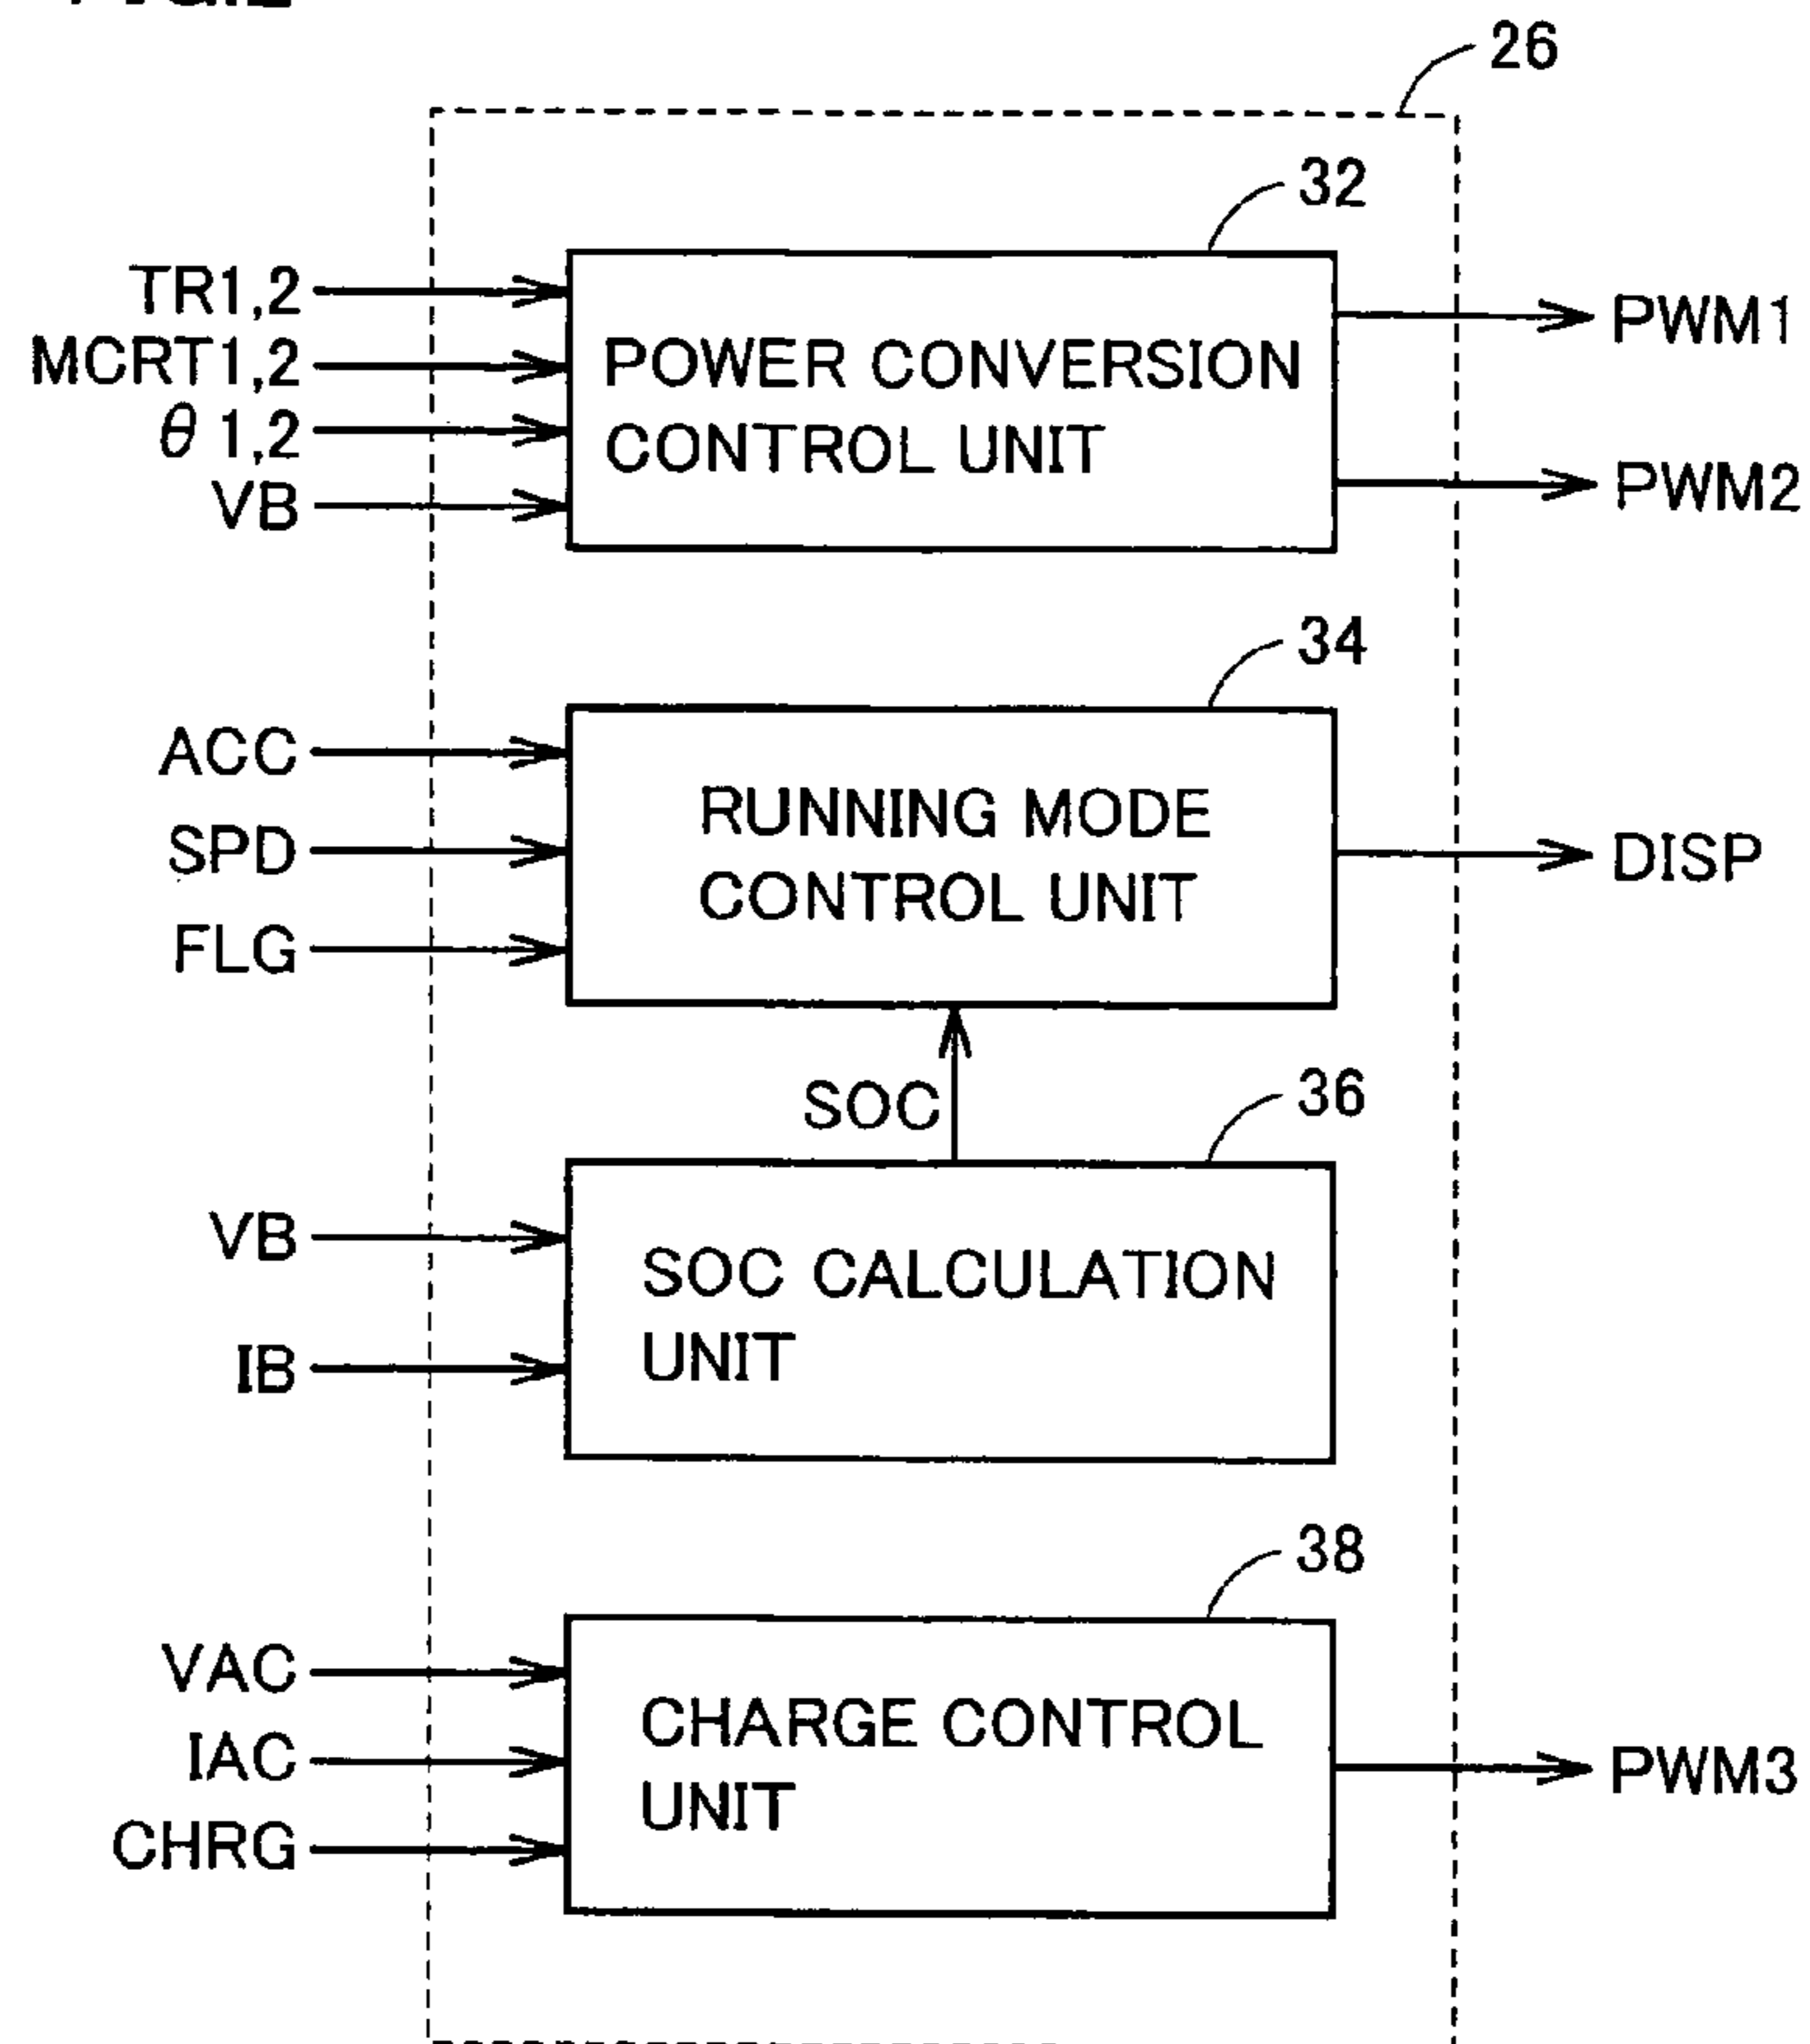 26
32
TR1,2
MCRT1,2
θ 1,2
VB
POWER CONVERSION
CONTROL UNIT
PWM1
PWM2
34
ACC
SPD
FLG
RUNNING MODE
CONTROL UNIT
DISP
SOC
36
VB
IB
SOC CALCULATION
UNIT
38
VAC
IAC
CHRG
CHARGE CONTROL
UNIT
PWM3